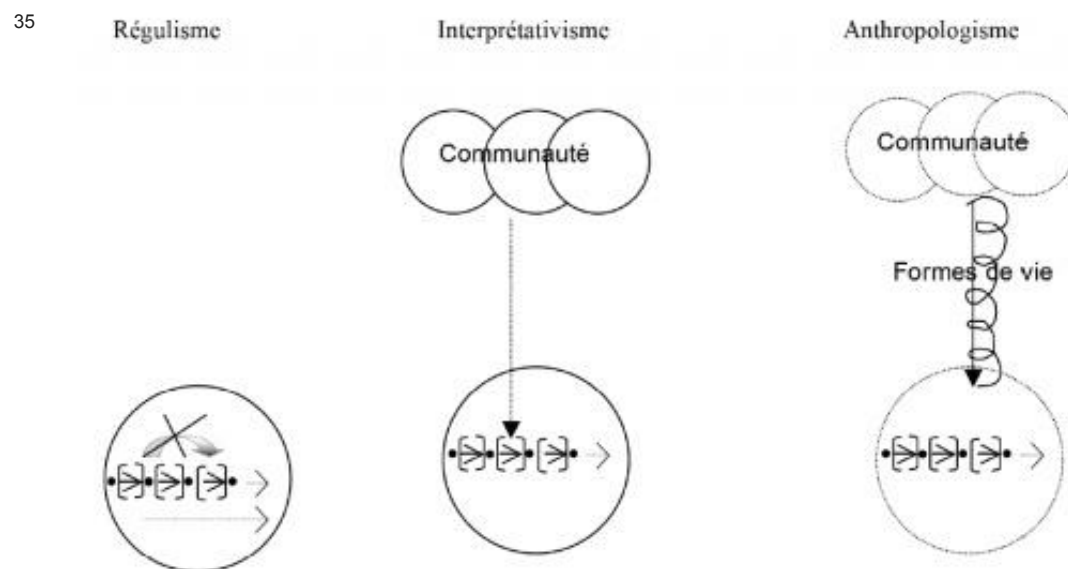 35
Régulisme
Interprétativisme
Anthropologisme
Communauté
Communauté
Formes de vie